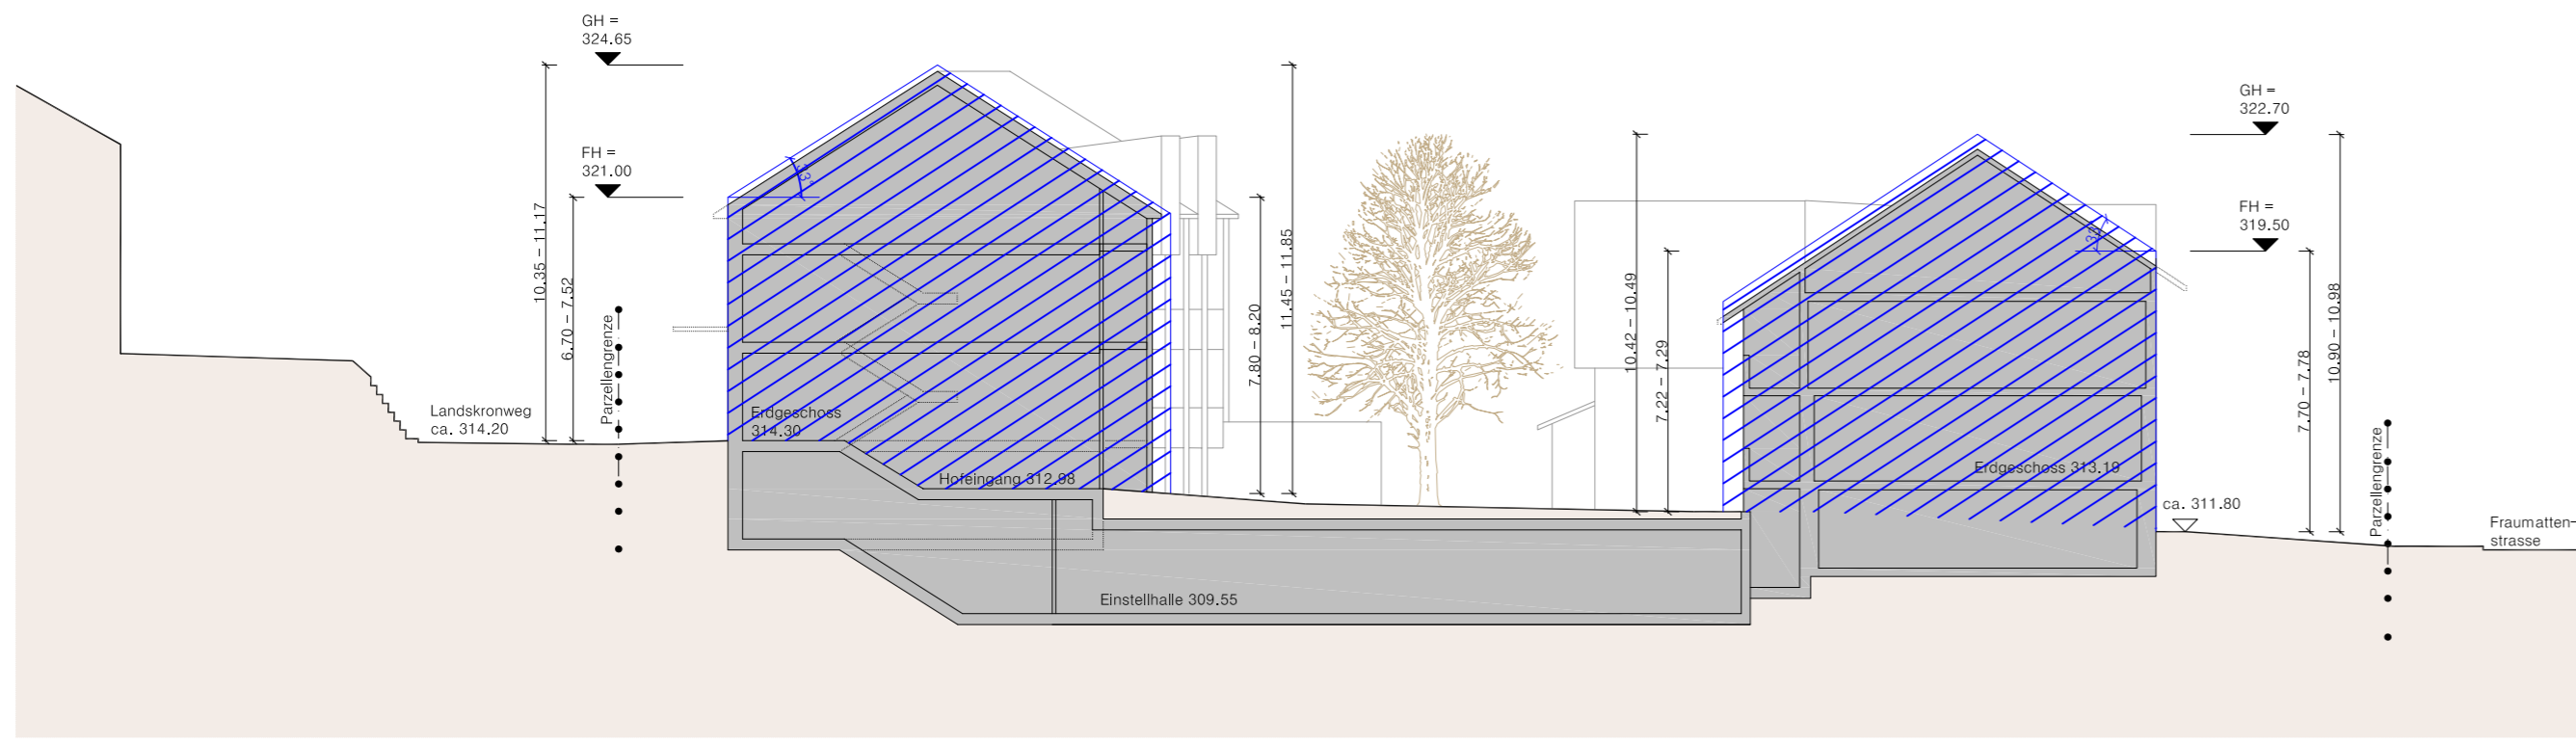 GH =
324.65
FH =
321.00
10.35 – 11.17
6.70 – 7.52
Parzellengrenze
Landskronweg
ca. 314.20
Erdgeschoss
314.30
Hofeingang 312.98
Einstellhalle 309.55
7.80 – 8.20
11.45 – 11.85
10.42 – 10.49
7.22 – 7.29
GH =
322.70
FH =
319.50
Erdgeschoss 313.19
7.70 – 7.78
10.90 – 10.98
ca. 311.80
Parzellengrenze
Fraumatten-
strasse